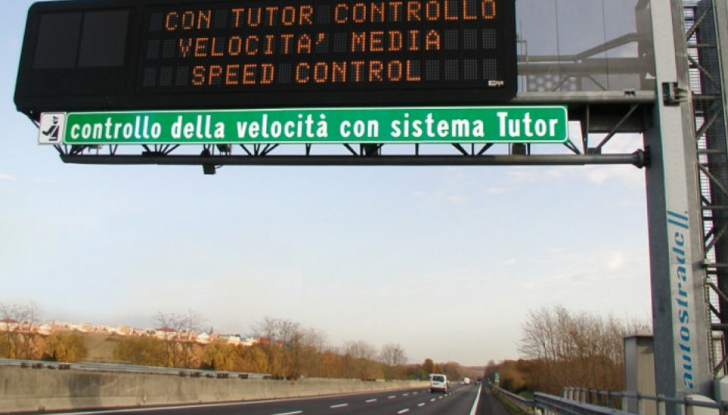 CON TUTOR CONTROLLO
VELOCITA' MEDIA
SPEED CONTROL
controllo della velocità con sistema Tutor
autostrade